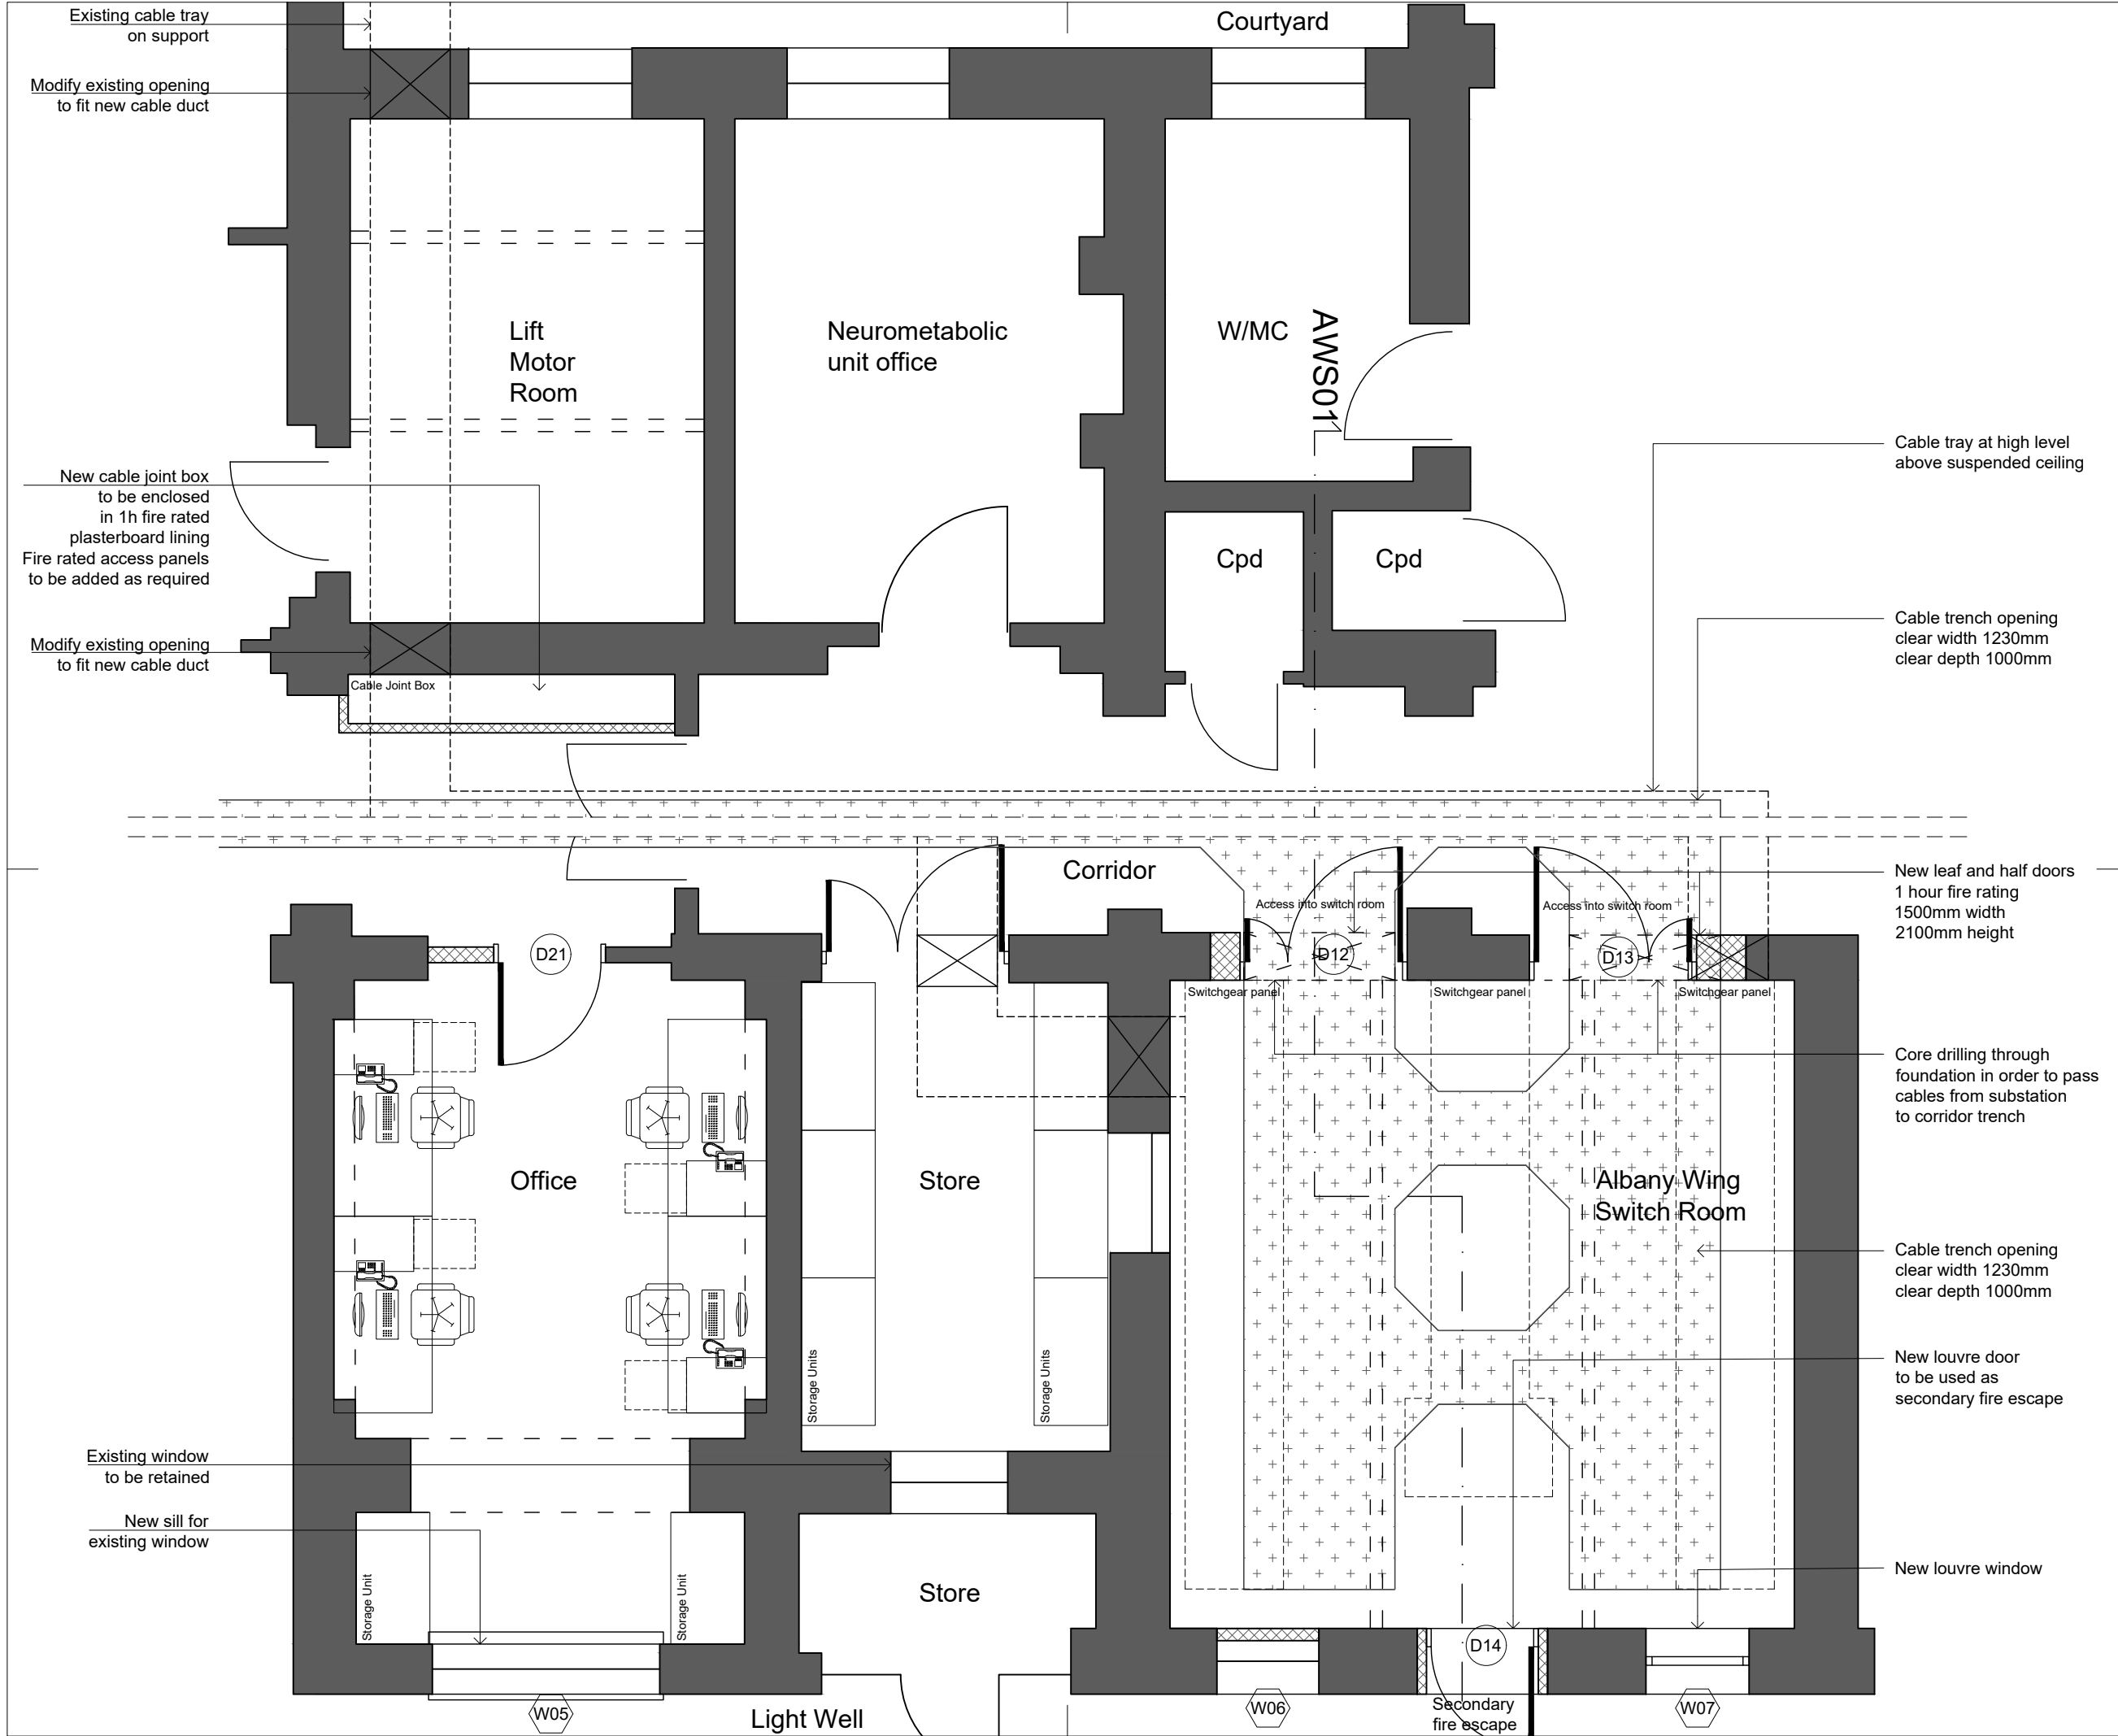 Existing cable tray
on support
Courtyard
Modify existing opening
to fit new cable duct
Lift
Motor
Room
Neurometabolic
unit office
W/MC
AWS01
Cable tray at high level
above suspended ceiling
New cable joint box
to be enclosed
in 1h fire rated
plasterboard lining
Fire rated access panels
to be added as required
Cpd
Cpd
Cable trench opening
clear width 1230mm
clear depth 1000mm
Modify existing opening
to fit new cable duct
Cable Joint Box
Corridor
New leaf and half doors
1 hour fire rating
1500mm width
2100mm height
Access into switch room
Access into switch room
D21
D12
D13
Switchgear panel
Switchgear panel
Switchgear panel
Core drilling through
foundation in order to pass
cables from substation
to corridor trench
Office
Store
Albany Wing
Switch Room
Cable trench opening
clear width 1230mm
clear depth 1000mm
New louvre door
to be used as
secondary fire escape
Storage Units
Storage Units
Existing window
to be retained
New sill for
existing window
New louvre window
Storage Unit
Storage Unit
Store
D14
W05
Light Well
W06
Secondary
fire escape
W07